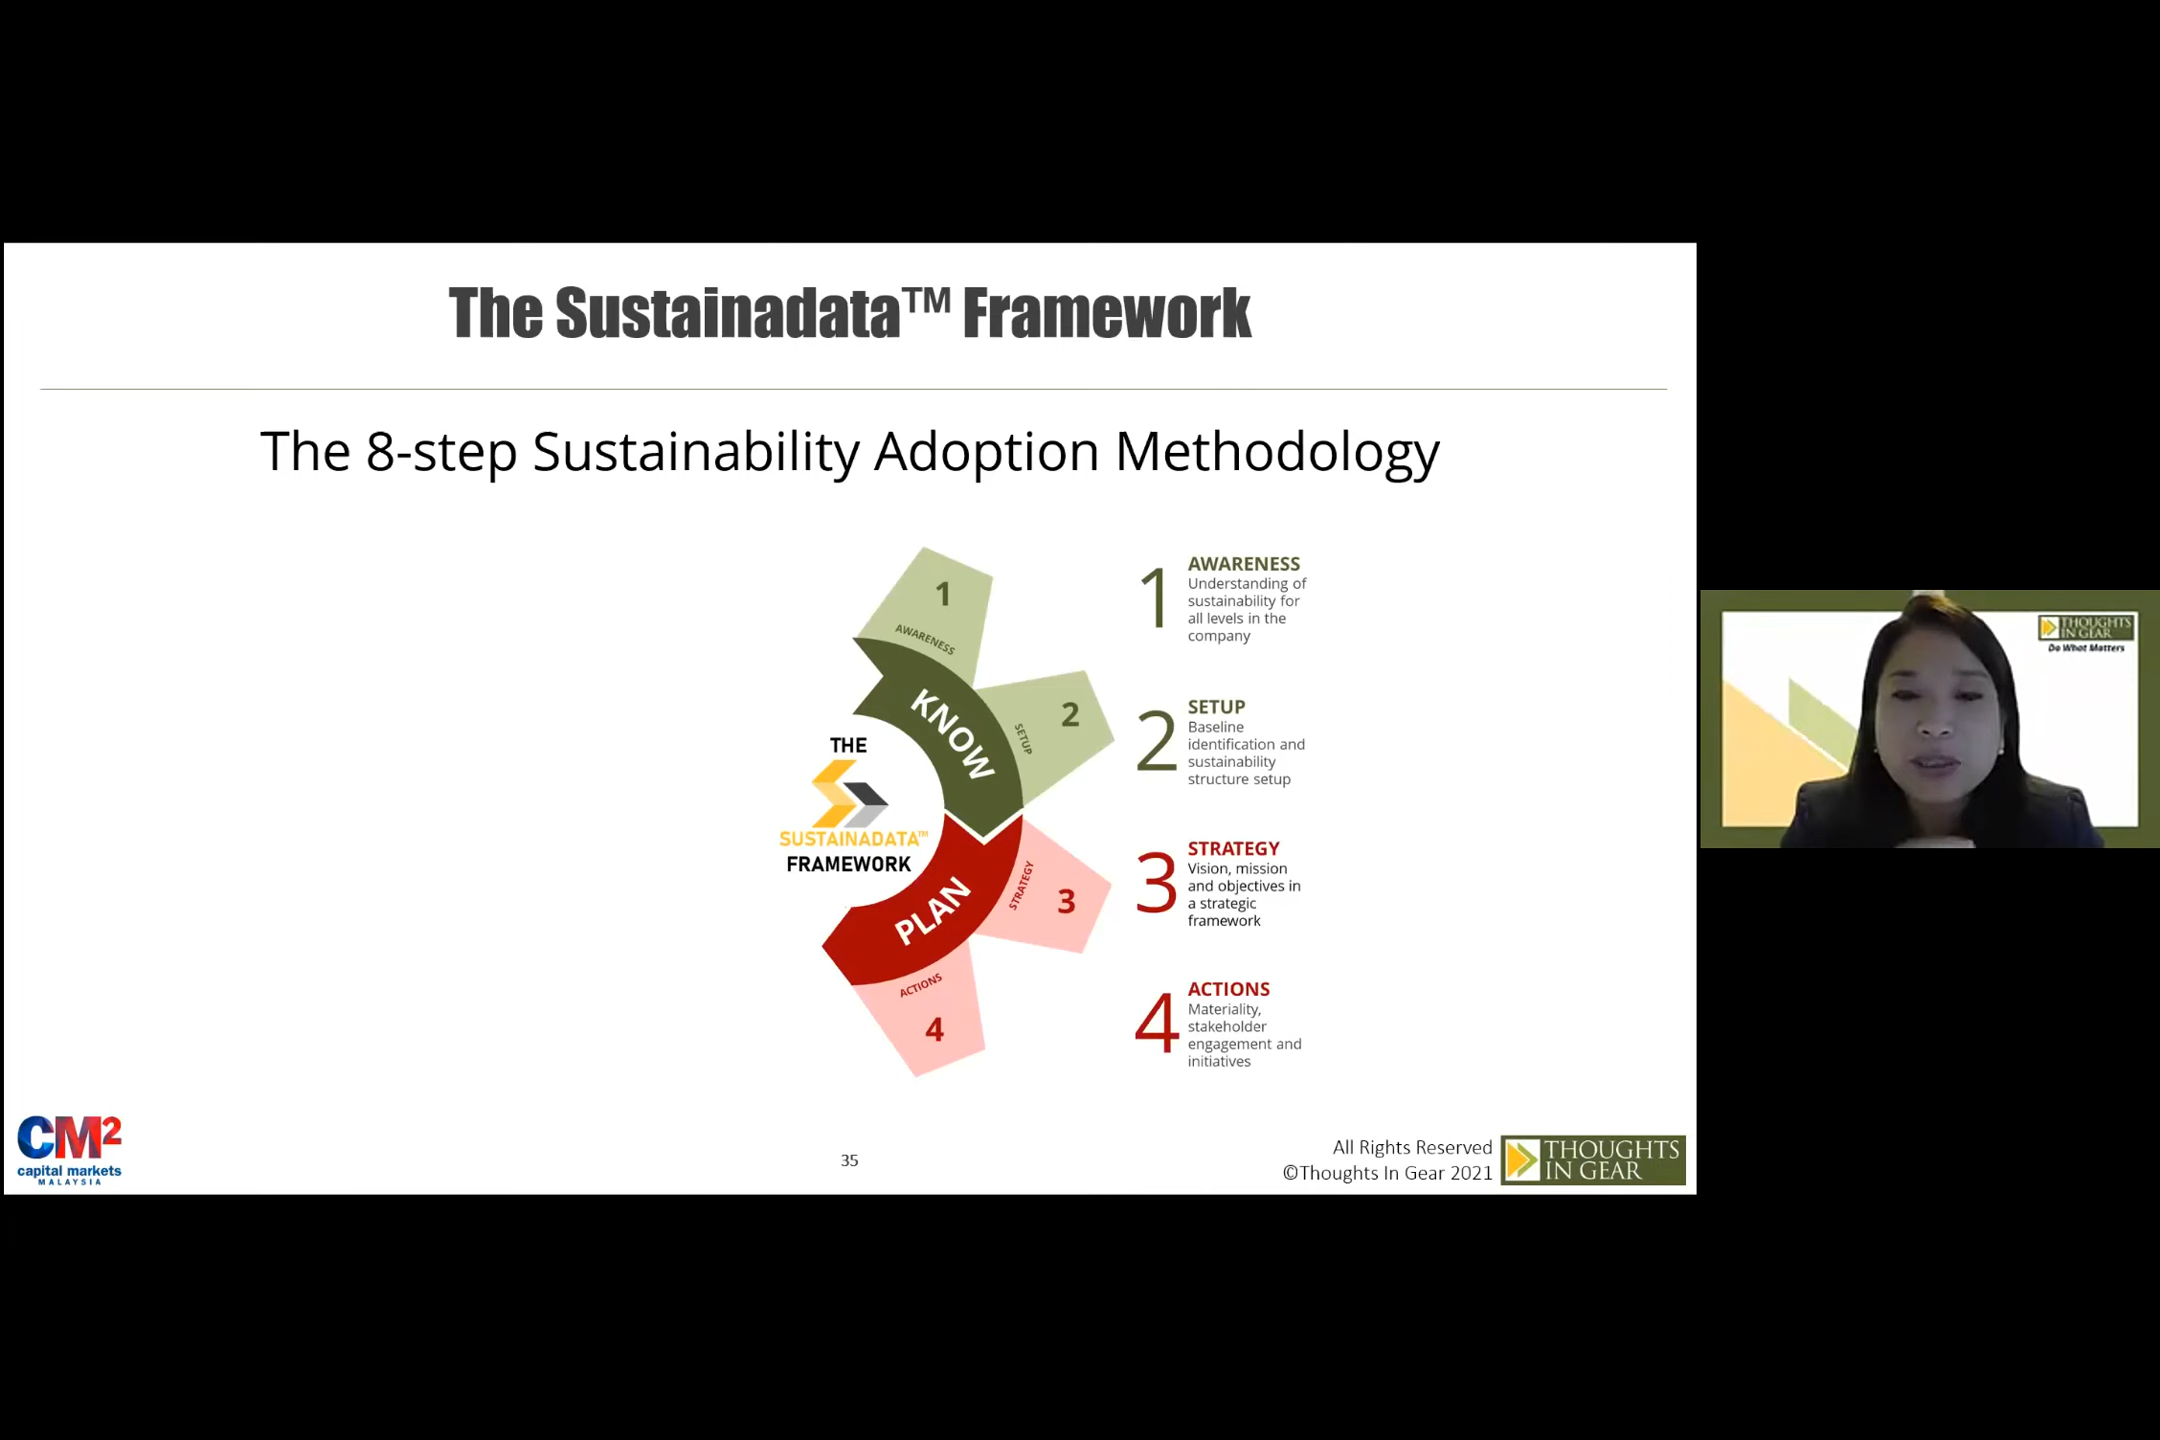 The Sustainadata™ Framework
The 8-step Sustainability Adoption Methodology
1
AWARENESS
2
SETUP
KNOW
THE
SUSTAINADATA™
FRAMEWORK
PLAN
STRATEGY
3
ACTIONS
4
1
AWARENESS
Understanding of
sustainability for
all levels in the
company
2
SETUP
Baseline
identification and
sustainability
structure setup
3
STRATEGY
Vision, mission
and objectives in
a strategic
framework
4
ACTIONS
Materiality,
stakeholder
engagement and
initiatives
CM2
capital markets
MALAYSIA
35
All Rights Reserved
©Thoughts In Gear 2021
THOUGHTS
IN GEAR
THOUGHTS
IN GEAR
Do What Matters